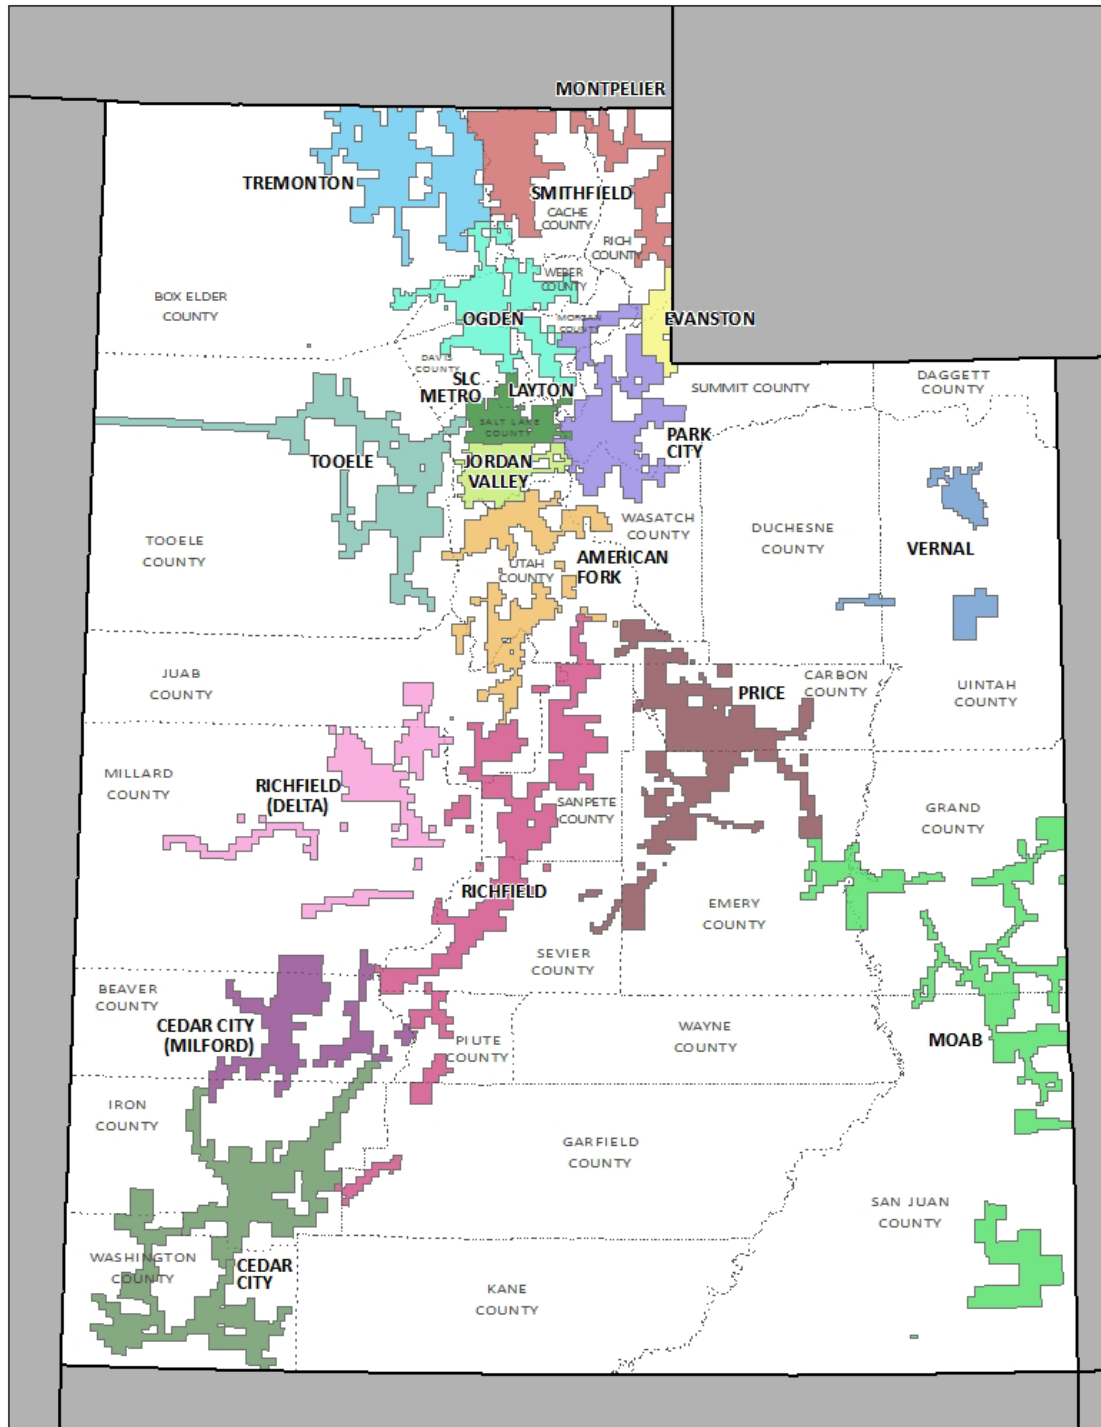 MONTPELIER
TREMONTON
SMITHFIELD
CACHE
COUNTY
RICH
COUNTY
WEBER
COUNTY
BOX ELDER
COUNTY
OGDEN
MORGAN
COUNTY
EVANSTON
DAVIS
COUNTY
SLC
METRO
LAYTON
SUMMIT COUNTY
DAGGETT
COUNTY
SALT LAKE
COUNTY
PARK
CITY
TOOELE
JORDAN
VALLEY
WASATCH
COUNTY
DUCHESNE
COUNTY
TOOELE
COUNTY
VERNAL
UTAH
COUNTY
AMERICAN
FORK
JUAB
COUNTY
PRICE
CARBON
COUNTY
UINTAH
COUNTY
MILLARD
COUNTY
RICHFIELD
(DELTA)
SANPETE
COUNTY
GRAND
COUNTY
RICHFIELD
EMERY
COUNTY
SEVIER
COUNTY
BEAVER
COUNTY
CEDAR CITY
(MILFORD)
PIUTE
COUNTY
WAYNE
COUNTY
MOAB
IRON
COUNTY
GARFIELD
COUNTY
SAN JUAN
COUNTY
WASHINGTON
COUNTY
CEDAR
CITY
KANE
COUNTY